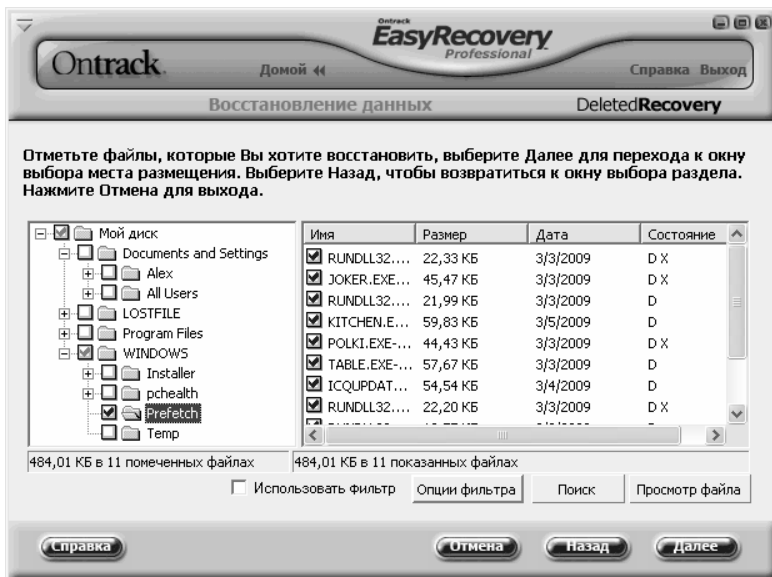 Ontrack
EasyRecovery
Professional
Ontrack.
Домой
Справка Выход
Восстановление данных
DeletedRecovery
Отметьте файлы, которые Вы хотите восстановить, выберите Далее для перехода к окну
выбора места размещения. Выберите Назад, чтобы возвратиться к окну выбора раздела.
Нажмите Отмена для выхода.
Мой диск
Documents and Settings
Alex
All Users
LOSTFILE
Program Files
WINDOWS
Installer
pchealth
Prefetch
Temp
Имя Размер Дата Состояние
RUNDLL32.... 22,33 КБ 3/3/2009 D X
JOKER.EXE... 45,47 КБ 3/3/2009 D X
RUNDLL32.... 21,99 КБ 3/3/2009 D
KITCHEN.E... 59,83 КБ 3/5/2009 D
POLKI.EXE-... 44,43 КБ 3/3/2009 D X
TABLE.EXE-... 57,67 КБ 3/3/2009 D
ICQUPDAT... 54,54 КБ 3/4/2009 D
RUNDLL32.... 22,20 КБ 3/3/2009 D X
484,01 КБ в 11 помеченных файлах
484,01 КБ в 11 показанных файлах
Использовать фильтр
Опции фильтра
Поиск
Просмотр файла
Справка
Отмена
Назад
Далее